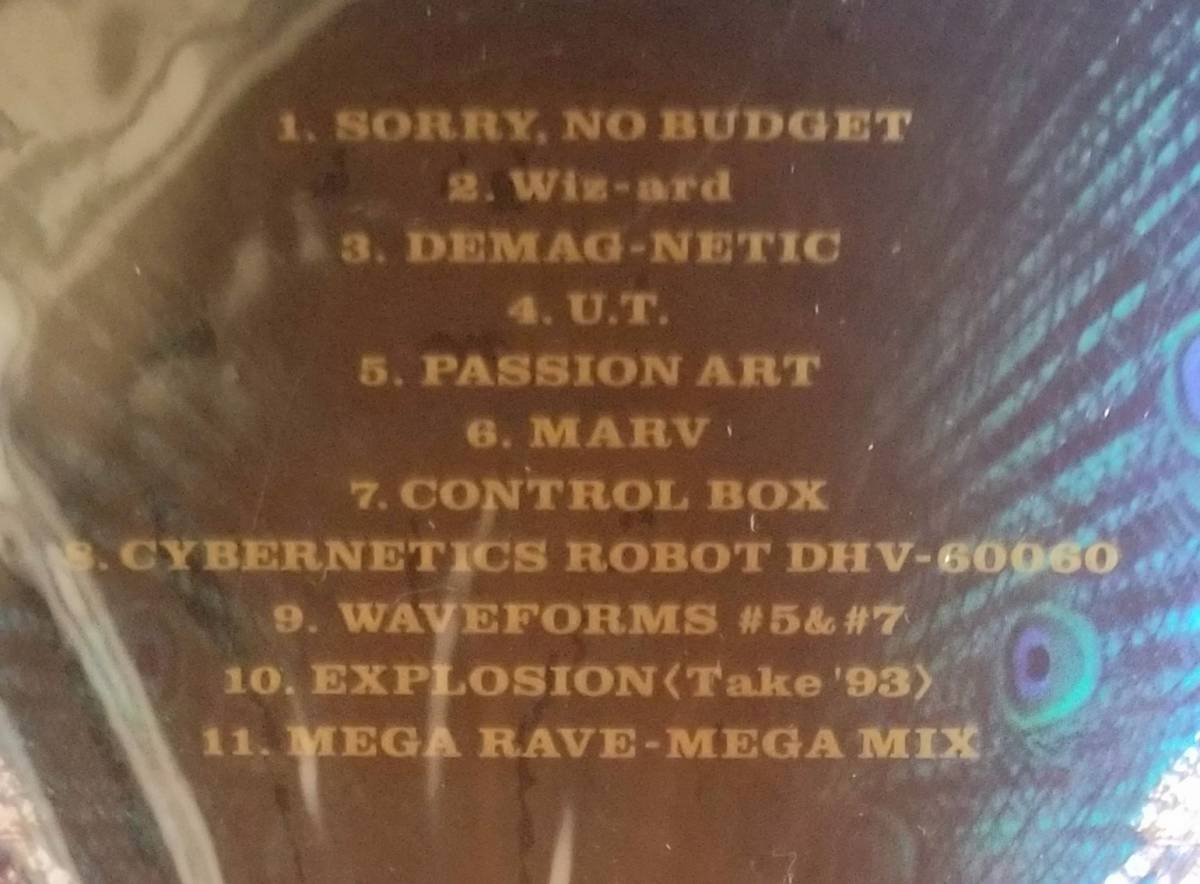 1. SORRY, NO BUDGET
2. Wiz-ard
3. DEMAG-NETIC
4. U.T.
5. PASSION ART
6. MARV
7. CONTROL BOX
8. CYBERNETICS ROBOT DHV-60060
9. WAVEFORMS #5&#7
10. EXPLOSION〈Take '93〉
11. MEGA RAVE-MEGA MIX